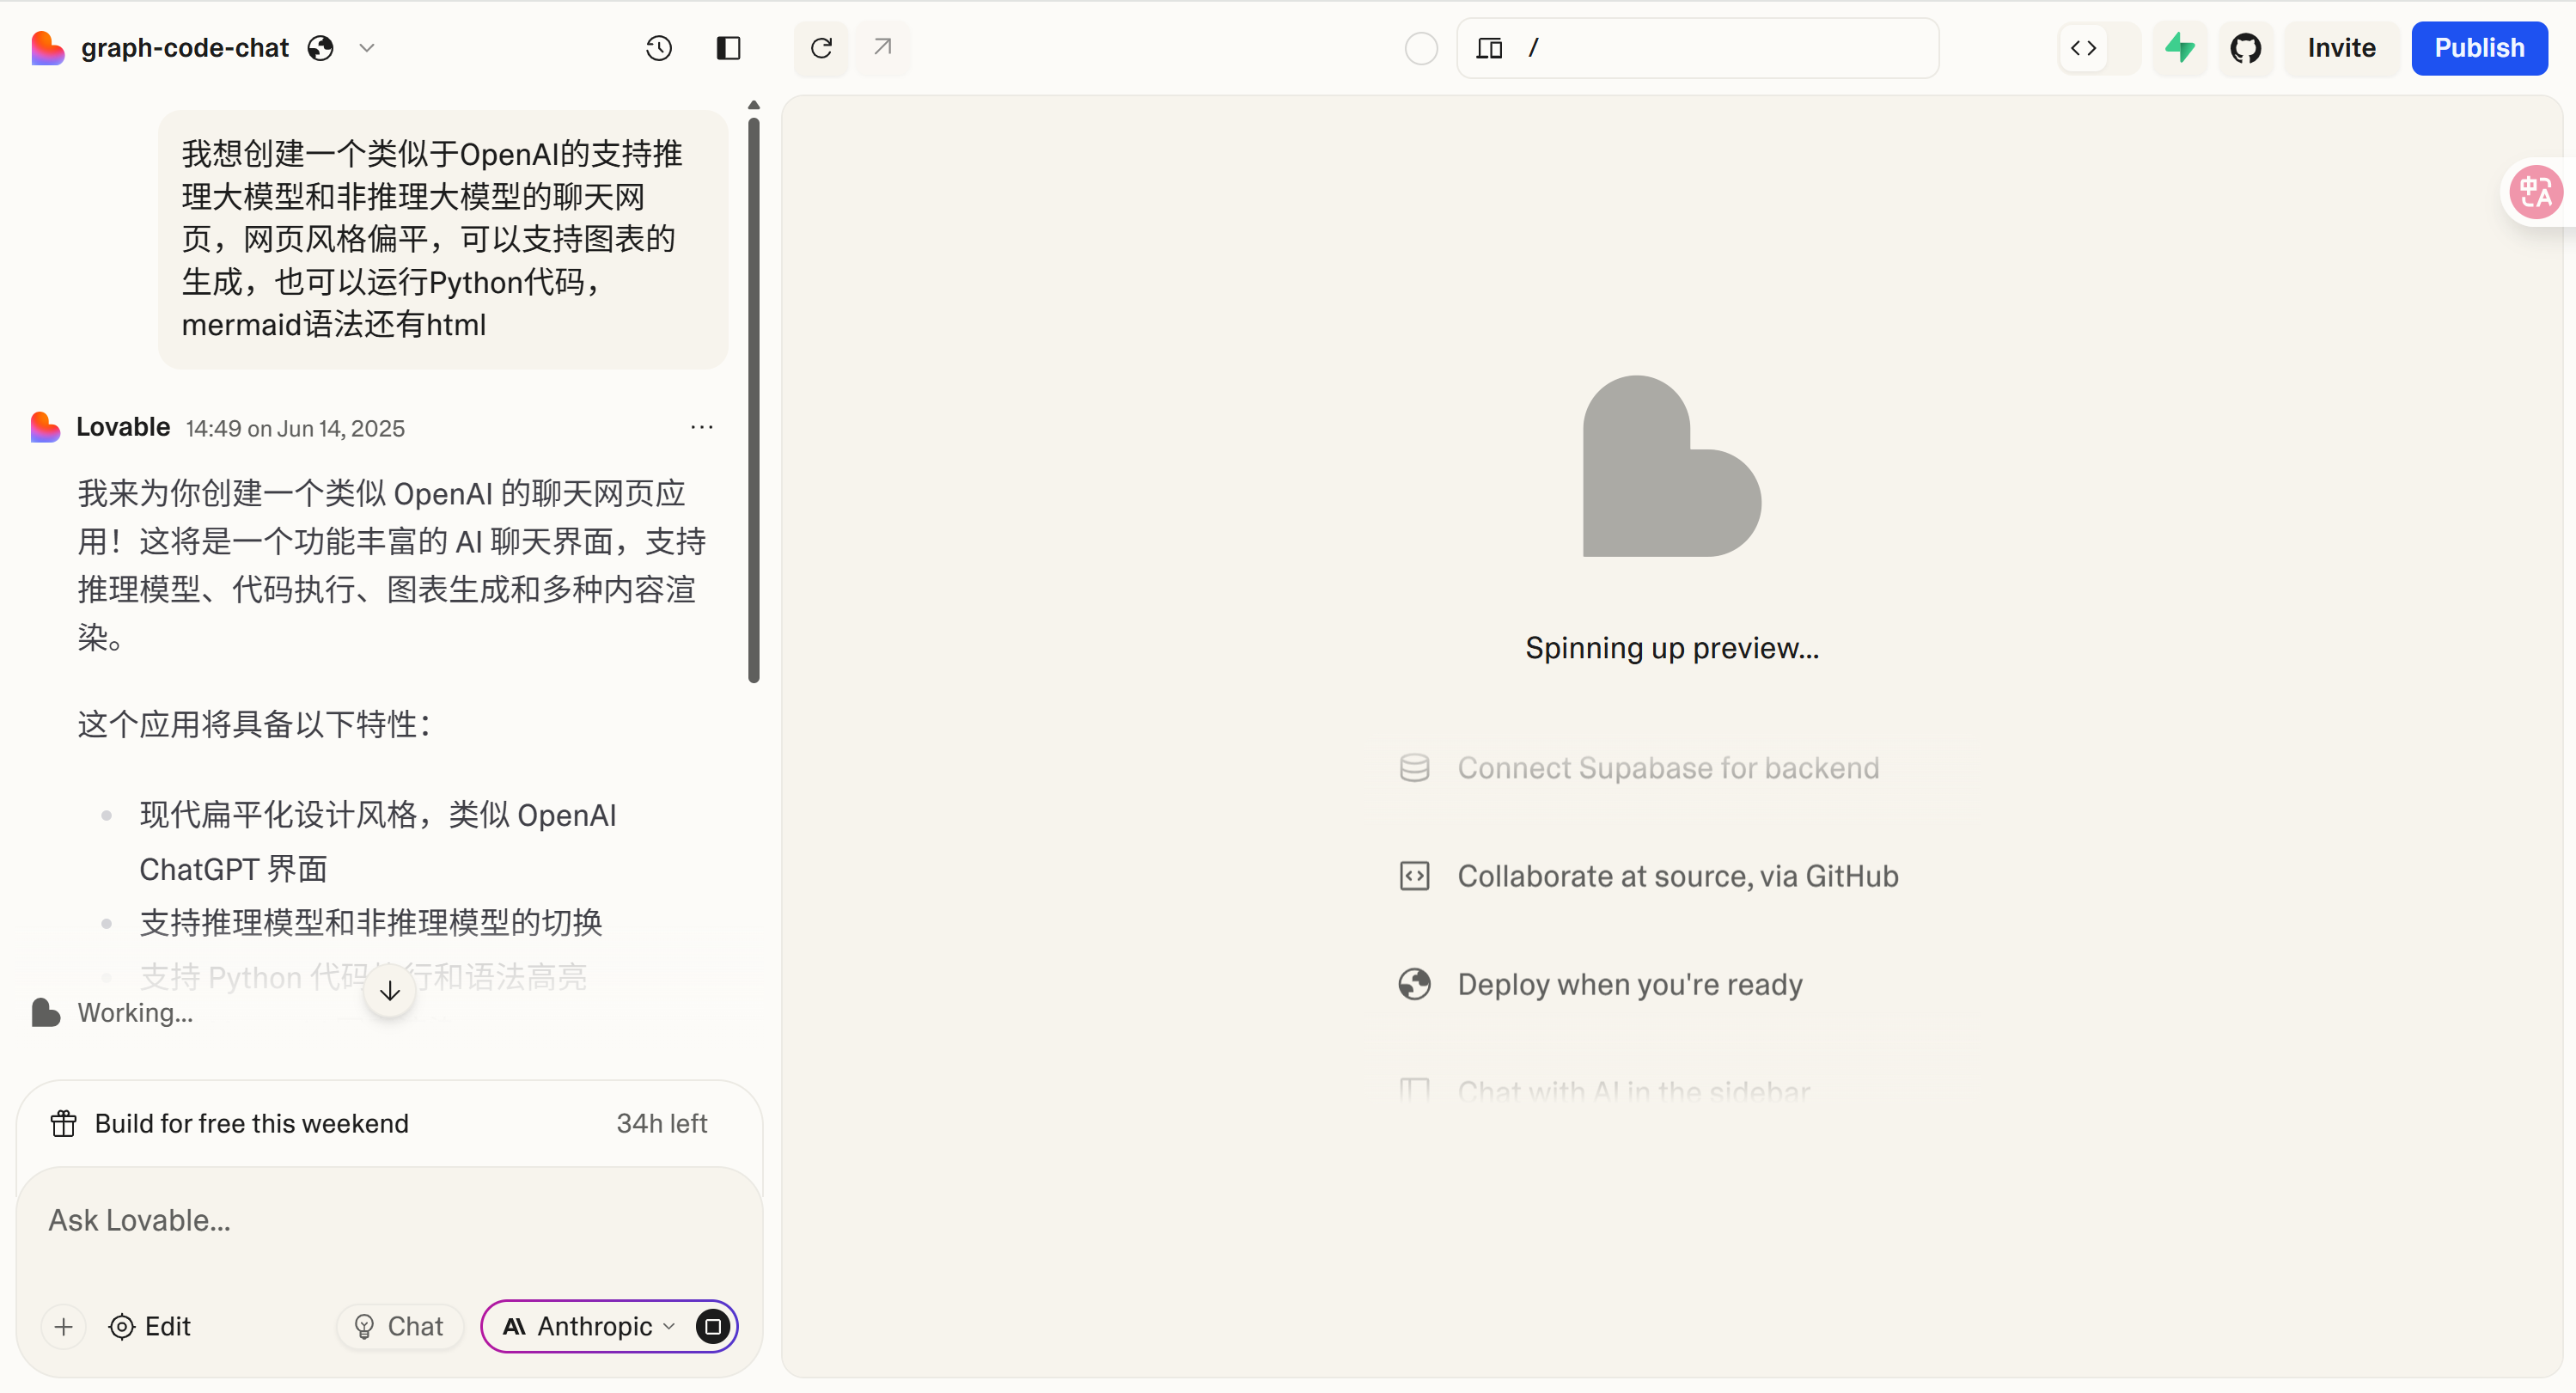 graph-code-chat
/
Invite
Publish
我想创建一个类似于OpenAI的支持推
理大模型和非推理大模型的聊天网
页，网页风格偏平，可以支持图表的
生成，也可以运行Python代码，
mermaid语法还有html
Lovable 14:49 on Jun 14, 2025
我来为你创建一个类似 OpenAI 的聊天网页应
用！这将是一个功能丰富的 AI 聊天界面，支持
推理模型、代码执行、图表生成和多种内容渲
染。
这个应用将具备以下特性：
现代扁平化设计风格，类似 OpenAI
ChatGPT 界面
支持推理模型和非推理模型的切换
支持 Python 代码 行和语法高亮
Working...
Build for free this weekend 34h left
Ask Lovable...
Edit
Chat
Anthropic
Spinning up preview...
Connect Supabase for backend
Collaborate at source, via GitHub
Deploy when you're ready
Chat with AI in the sidebar
中A